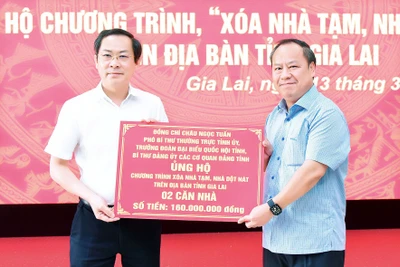 HỘ CHƯƠNG TRÌNH, "XÓA NHÀ TẠM, NH
ĐỊA BÀN TỈNH GIA LAI
Gia Lai,
13 tháng 3
ĐỒNG CHÍ CHÂU NGỌC TUẤN
PHÓ BÍ THƯ THƯỜNG TRỰC TỈNH ỦY,
TRƯỞNG ĐOÀN ĐẠI BIỂU QUỐC HỘI TỈNH,
BÍ THƯ ĐẢNG ỦY CÁC CƠ QUAN ĐẢNG TỈNH
ỦNG HỘ
CHƯƠNG TRÌNH XÓA NHÀ TẠM, NHÀ DỘT NÁT
TRÊN ĐỊA BÀN TỈNH GIA LAI
02 CĂN NHÀ
SỐ TIỀN: 160.000.000 đồng